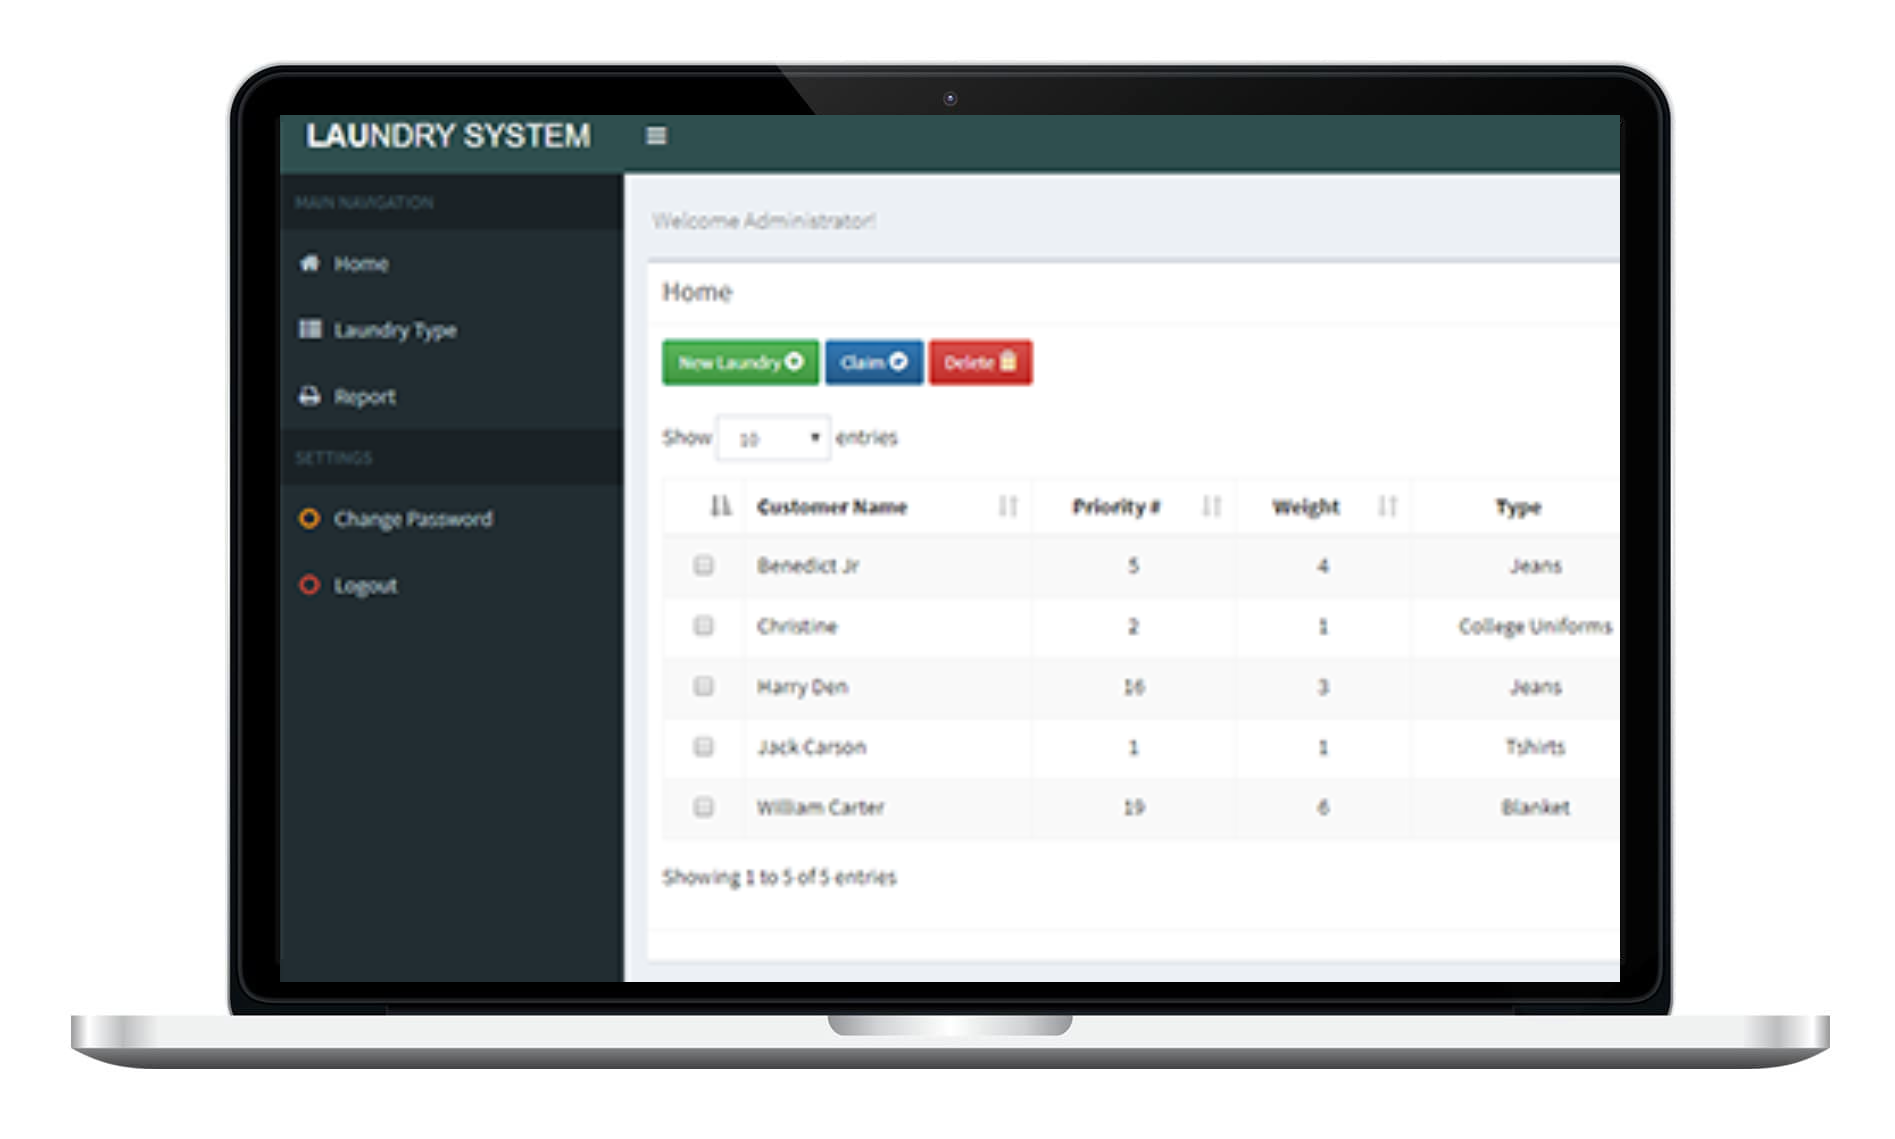 LAUNDRY SYSTEM
MAIN NAVIGATION
Home
Laundry Type
Report
SETTINGS
Change Password
Logout
Welcome Administrator!
Home
New Laundry Claim Delete
Show 10 entries
Customer Name Priority # Weight Type
Benedict Jr 5 4 Jeans
Christine 2 1 College Uniforms
Harry Den 16 3 Jeans
Jack Carson 1 1 Tshirts
William Carter 19 6 Blanket
Showing 1 to 5 of 5 entries